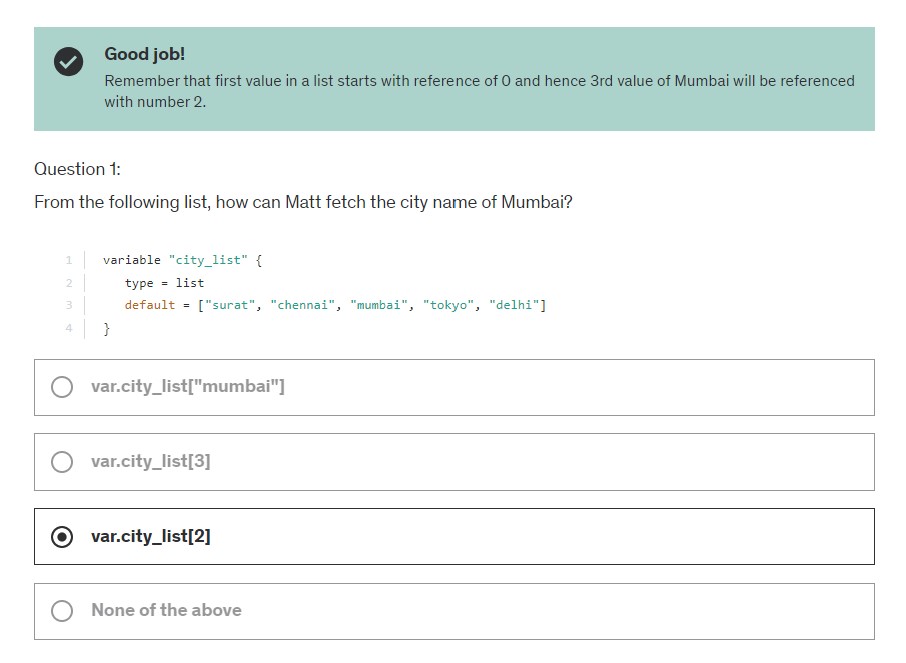 Good job!
Remember that first value in a list starts with reference of 0 and hence 3rd value of Mumbai will be referenced
with number 2.
Question 1:
From the following list, how can Matt fetch the city name of Mumbai?
1 variable "city_list" {
2 type = list
3 default = ["surat", "chennai", "mumbai", "tokyo", "delhi"]
4 }
var.city_list["mumbai"]
var.city_list[3]
var.city_list[2]
None of the above